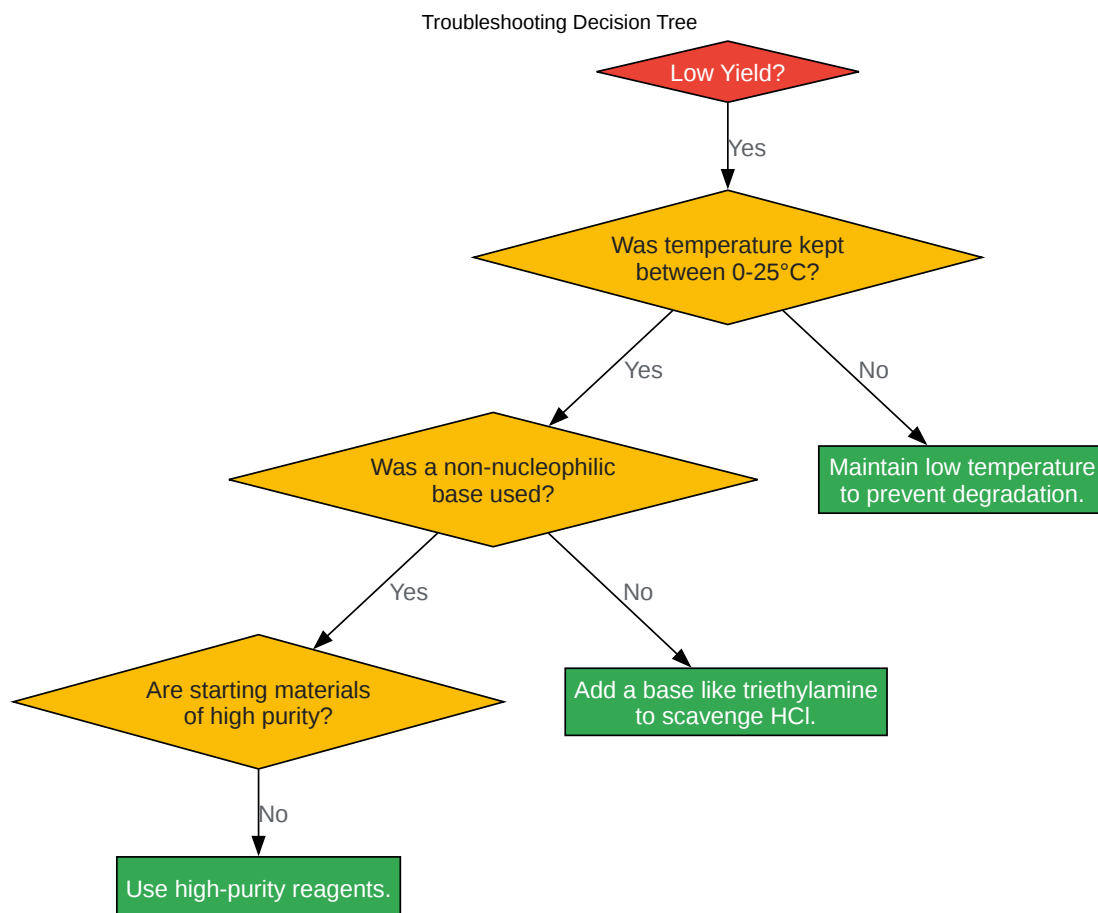 Troubleshooting Decision Tree
Low Yield?
Yes
Was temperature kept
between 0-25°C?
Yes
No
Was a non-nucleophilic
base used?
Maintain low temperature
to prevent degradation.
Yes
No
Are starting materials
of high purity?
Add a base like triethylamine
to scavenge HCl.
No
Use high-purity reagents.